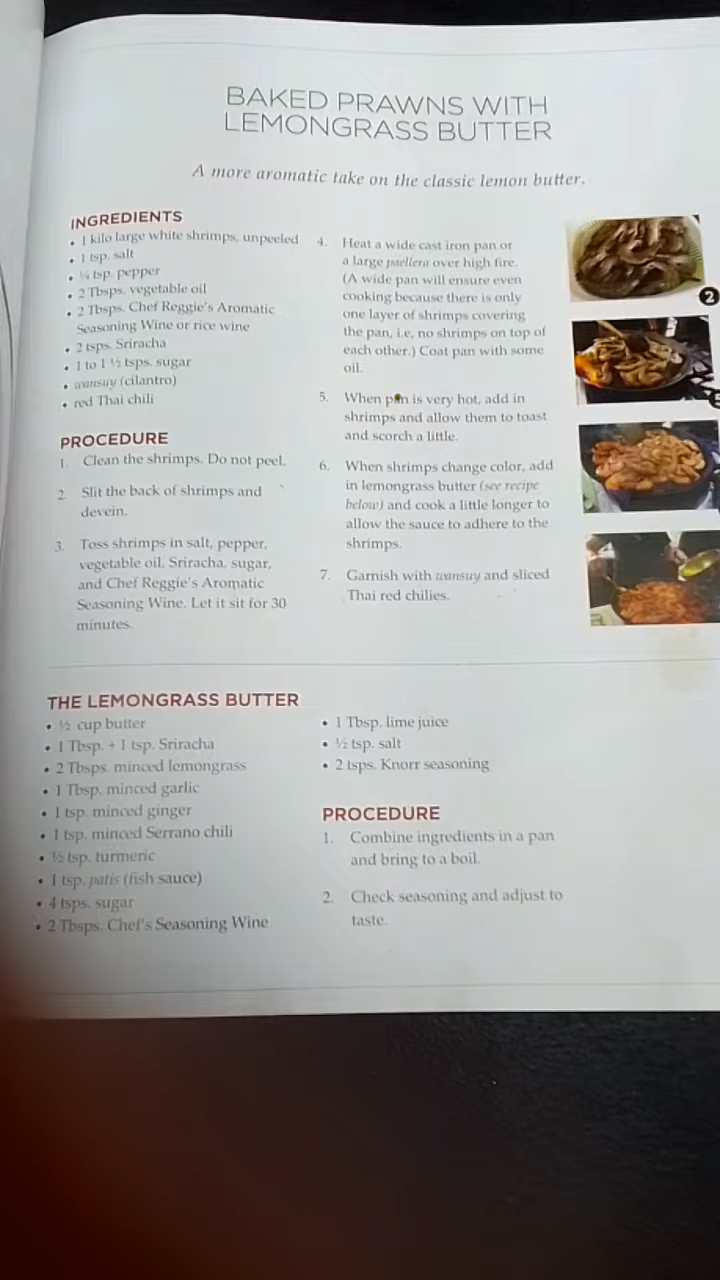 BAKED PRAWNS WITH
LEMONGRASS BUTTER
A more aromatic take on the classic lemon butter.
INGREDIENTS
• 1 kilo large white shrimps, unpeeled
• 1 tsp. salt
• ¼ tsp. pepper
• 2 Tbsps. vegetable oil
• 2 Tbsps. Chef Reggie's Aromatic
Seasoning Wine or rice wine
• 2 tsps. Sriracha
• 1 to 1 ½ tsps. sugar
• wansuy (cilantro)
• red Thai chili
PROCEDURE
1. Clean the shrimps. Do not peel.
2. Slit the back of shrimps and
devein.
3. Toss shrimps in salt, pepper,
vegetable oil, Sriracha, sugar,
and Chef Reggie's Aromatic
Seasoning Wine. Let it sit for 30
minutes.
4. Heat a wide cast iron pan or
a large paellera over high fire.
(A wide pan will ensure even
cooking because there is only
one layer of shrimps covering
the pan, i.e, no shrimps on top of
each other.) Coat pan with some
oil.
5. When pan is very hot, add in
shrimps and allow them to toast
and scorch a little.
6. When shrimps change color, add
in lemongrass butter (see recipe
below) and cook a little longer to
allow the sauce to adhere to the
shrimps.
7. Garnish with wansuy and sliced
Thai red chilies.
2
THE LEMONGRASS BUTTER
• ½ cup butter
• 1 Tbsp. + 1 tsp. Sriracha
• 2 Tbsps. minced lemongrass
• 1 Tbsp. minced garlic
• 1 tsp. minced ginger
• 1 tsp. minced Serrano chili
• ½ tsp. turmeric
• 1 tsp. patis (fish sauce)
• 4 tsps. sugar
• 2 Tbsps. Chef's Seasoning Wine
• 1 Tbsp. lime juice
• ½ tsp. salt
• 2 tsps. Knorr seasoning
PROCEDURE
1. Combine ingredients in a pan
and bring to a boil.
2. Check seasoning and adjust to
taste.